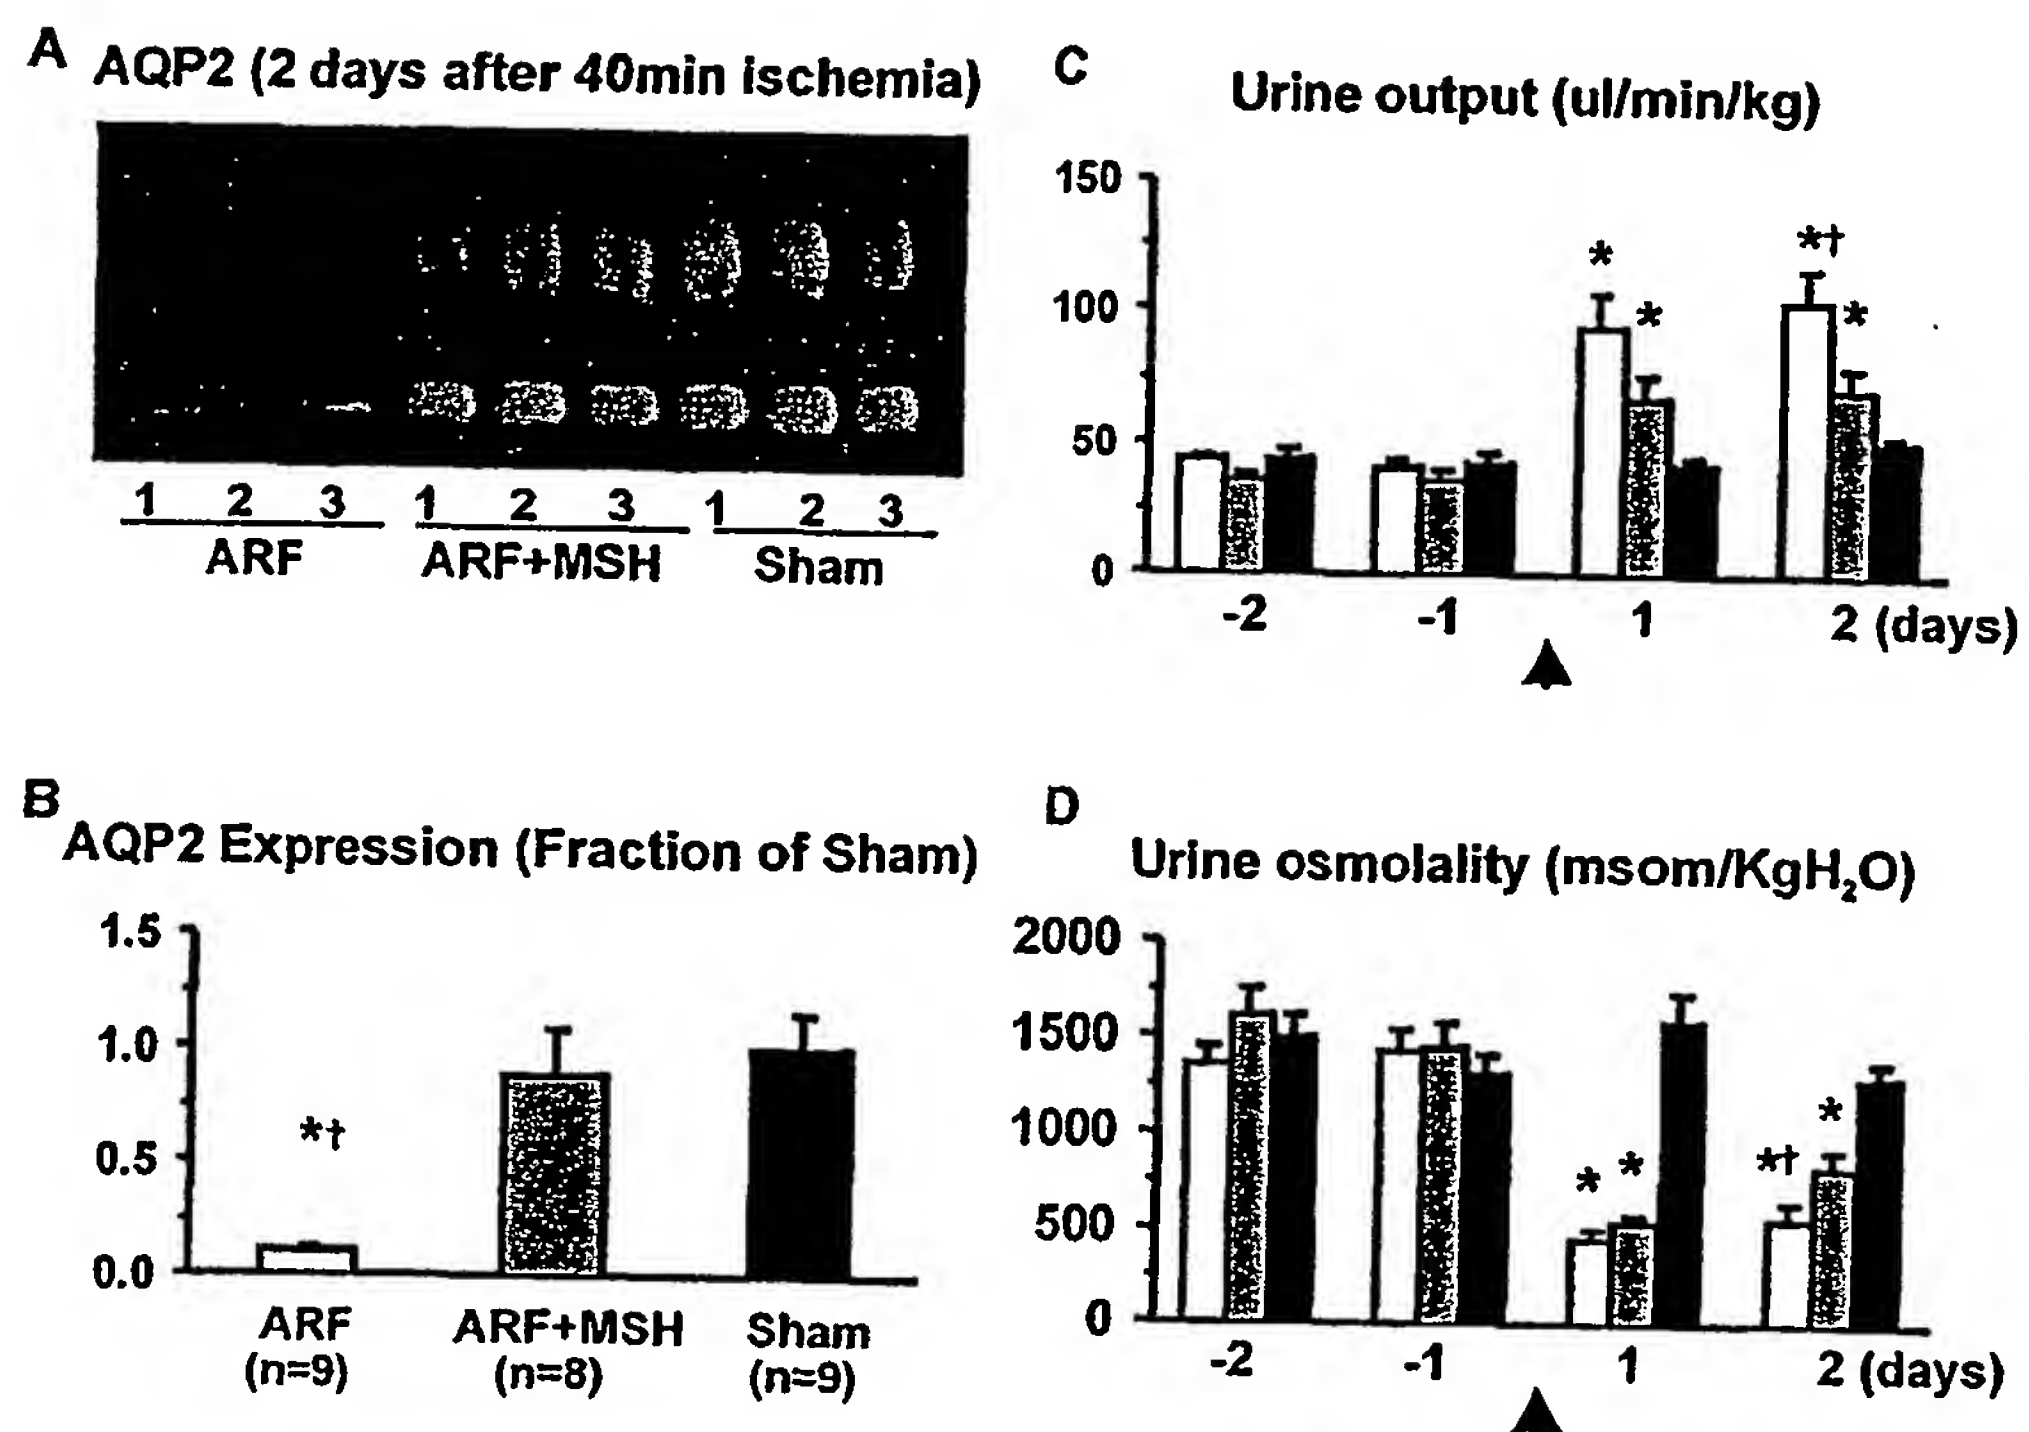 A
AQP2 (2 days after 40min ischemia)
1 2 3 1 2 3 1 2 3
ARF ARF+MSH Sham
B
AQP2 Expression (Fraction of Sham)
1.5
1.0
*†
0.5
0.0
ARF ARF+MSH Sham
(n=9) (n=8) (n=9)
C
Urine output (ul/min/kg)
150
* *†
100
* *
50
0
-2 -1 1 2 (days)
D
Urine osmolality (msom/KgH₂O)
2000
1500
1000
*
* * *†
500
0
-2 -1 1 2 (days)